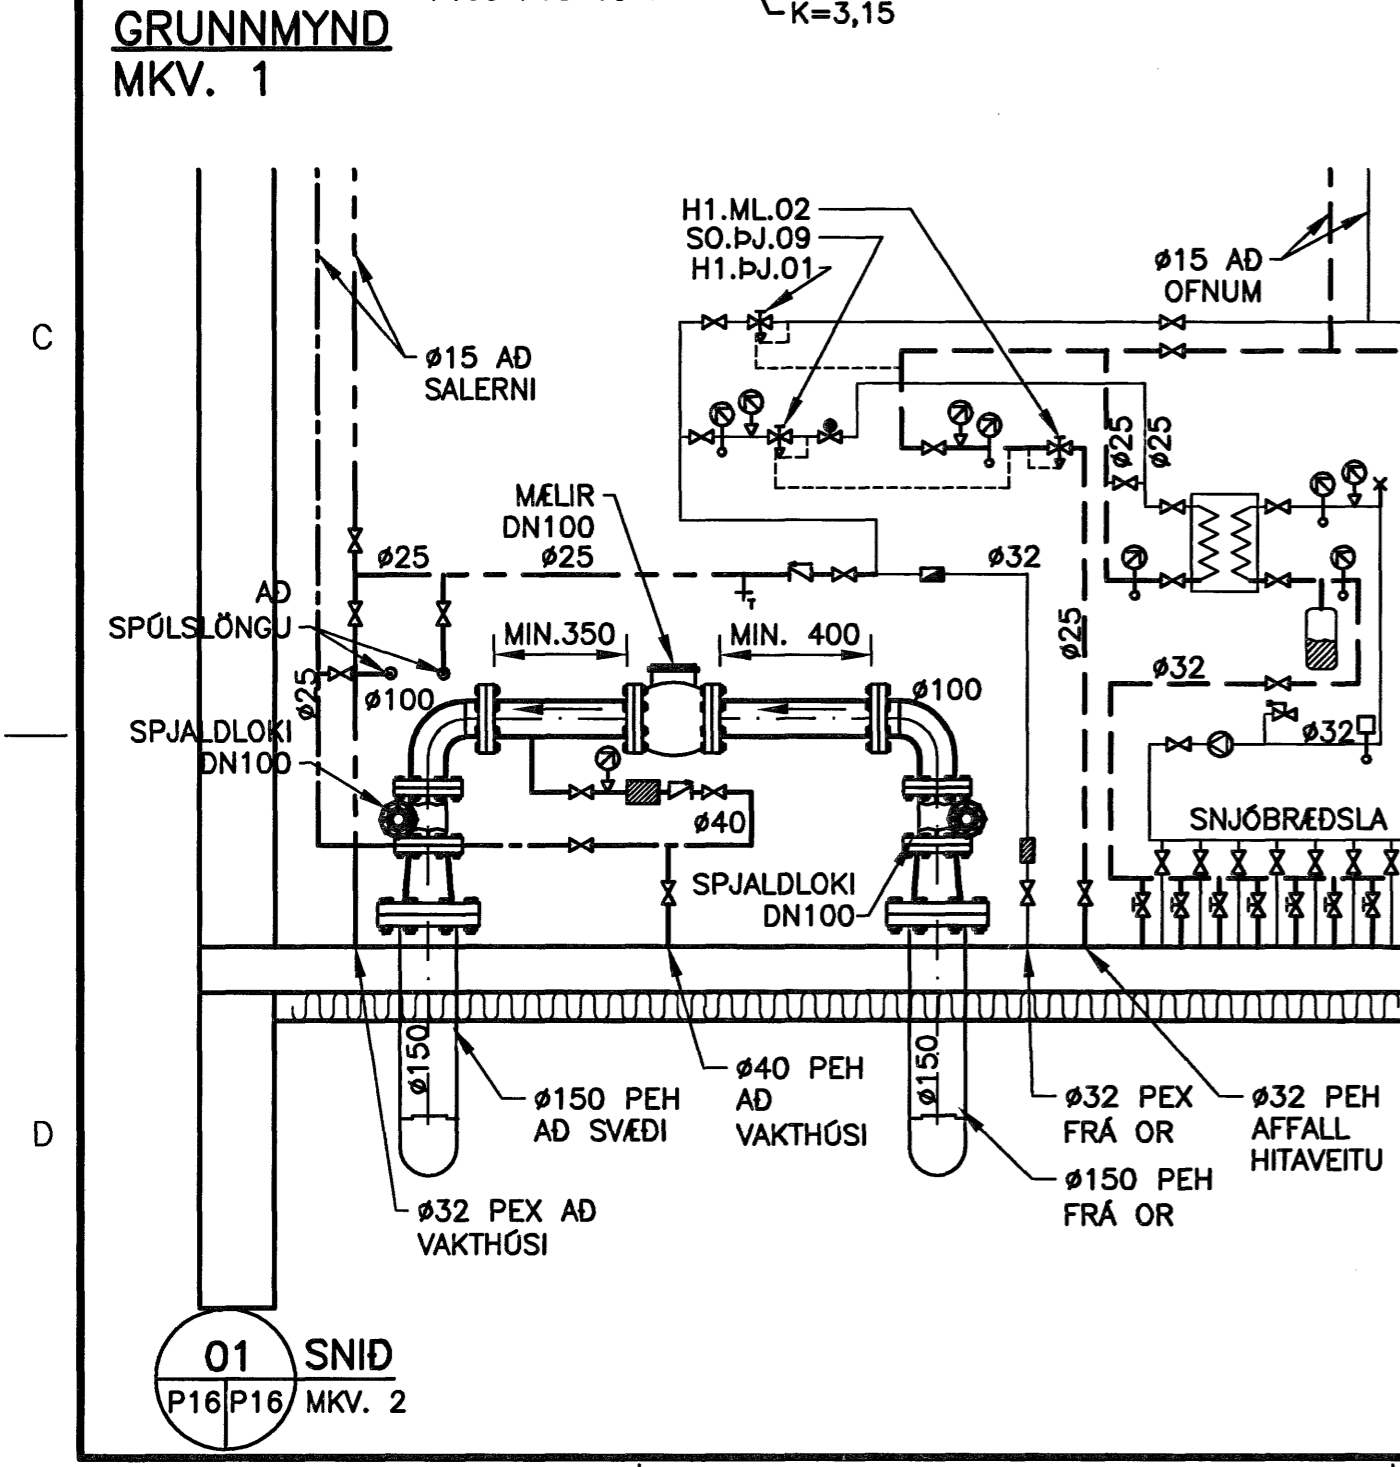 K=3,15
GRUNNMYND
MKV. 1
H1.ML.02
SO.ÞJ.09
H1.ÞJ.01
ø15 AÐ
OFNUM
C
ø15 AÐ
SALERNI
ø25
ø25
MÆLIR
DN100
ø25
ø25
ø32
AÐ
SPÚLSLÖNGU
MIN.350
MIN. 400
ø25
ø32
ø25
ø100
ø100
SPJALDLOKI
DN100
ø32
ø40
SNJÓBRÆÐSLA
SPJALDLOKI
DN100
T
ø150
ø150
ø40 PEH
AÐ
VAKTHÚSI
ø150 PEH
AÐ SVÆÐI
ø32 PEX
FRÁ OR
ø32 PEH
AFFALL
HITAVEITU
D
ø150 PEH
FRÁ OR
ø32 PEX AÐ
VAKTHÚSI
01
SNIÐ
P16
P16
MKV. 2